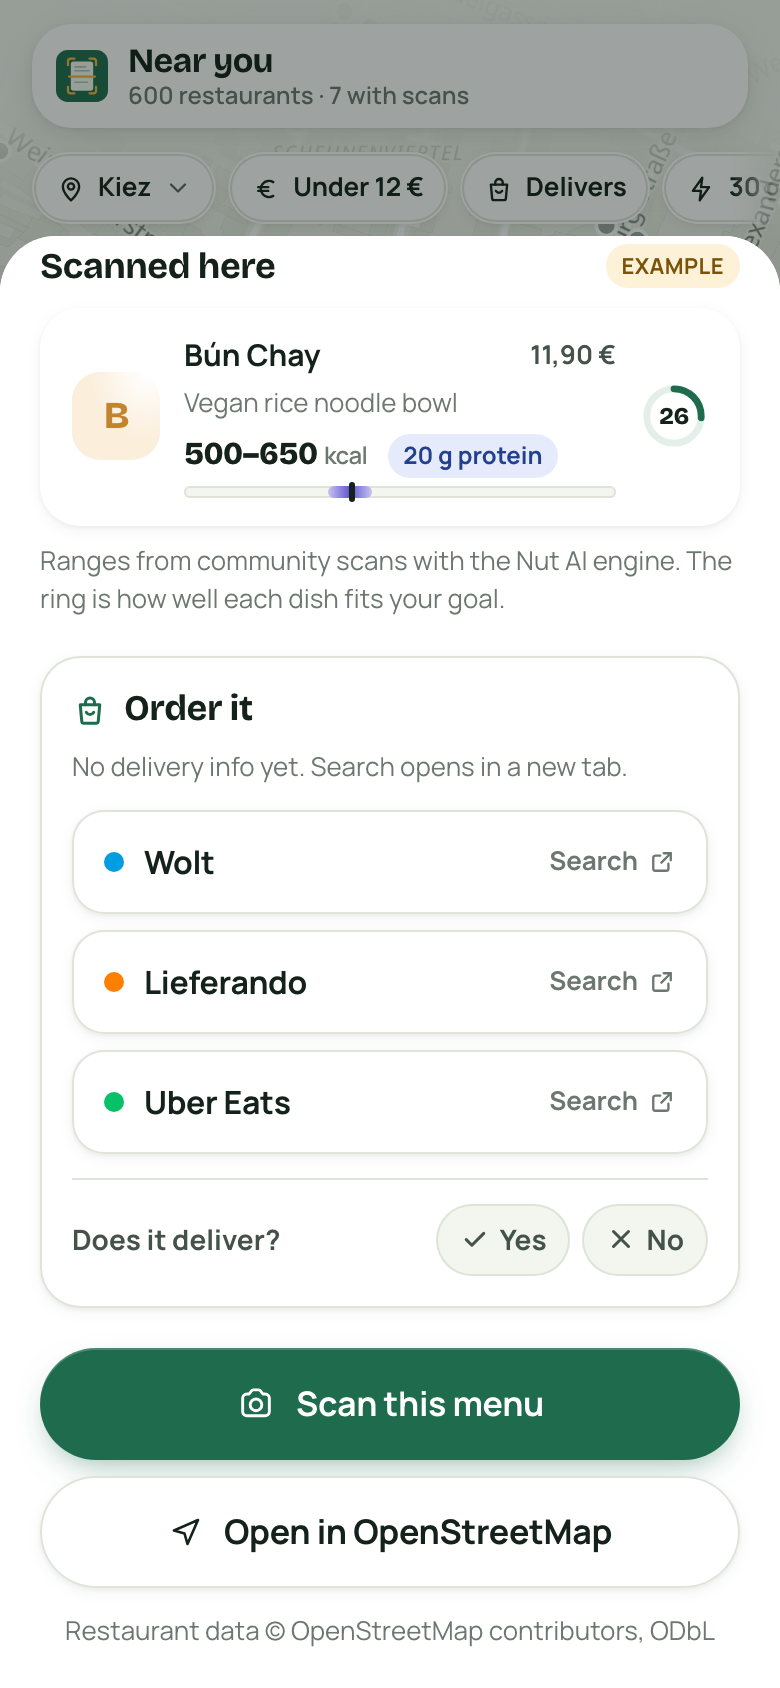 Near you
600 restaurants · 7 with scans
SCHEUNENVIERTEL
Kiez
€ Under 12 €
Delivers
30
Scanned here
EXAMPLE
B
Bún Chay
11,90 €
Vegan rice noodle bowl
500–650 kcal
20 g protein
26
Ranges from community scans with the Nut AI engine. The
ring is how well each dish fits your goal.
Order it
No delivery info yet. Search opens in a new tab.
Wolt
Search
Lieferando
Search
Uber Eats
Search
Does it deliver?
Yes
No
Scan this menu
Open in OpenStreetMap
Restaurant data © OpenStreetMap contributors, ODbL